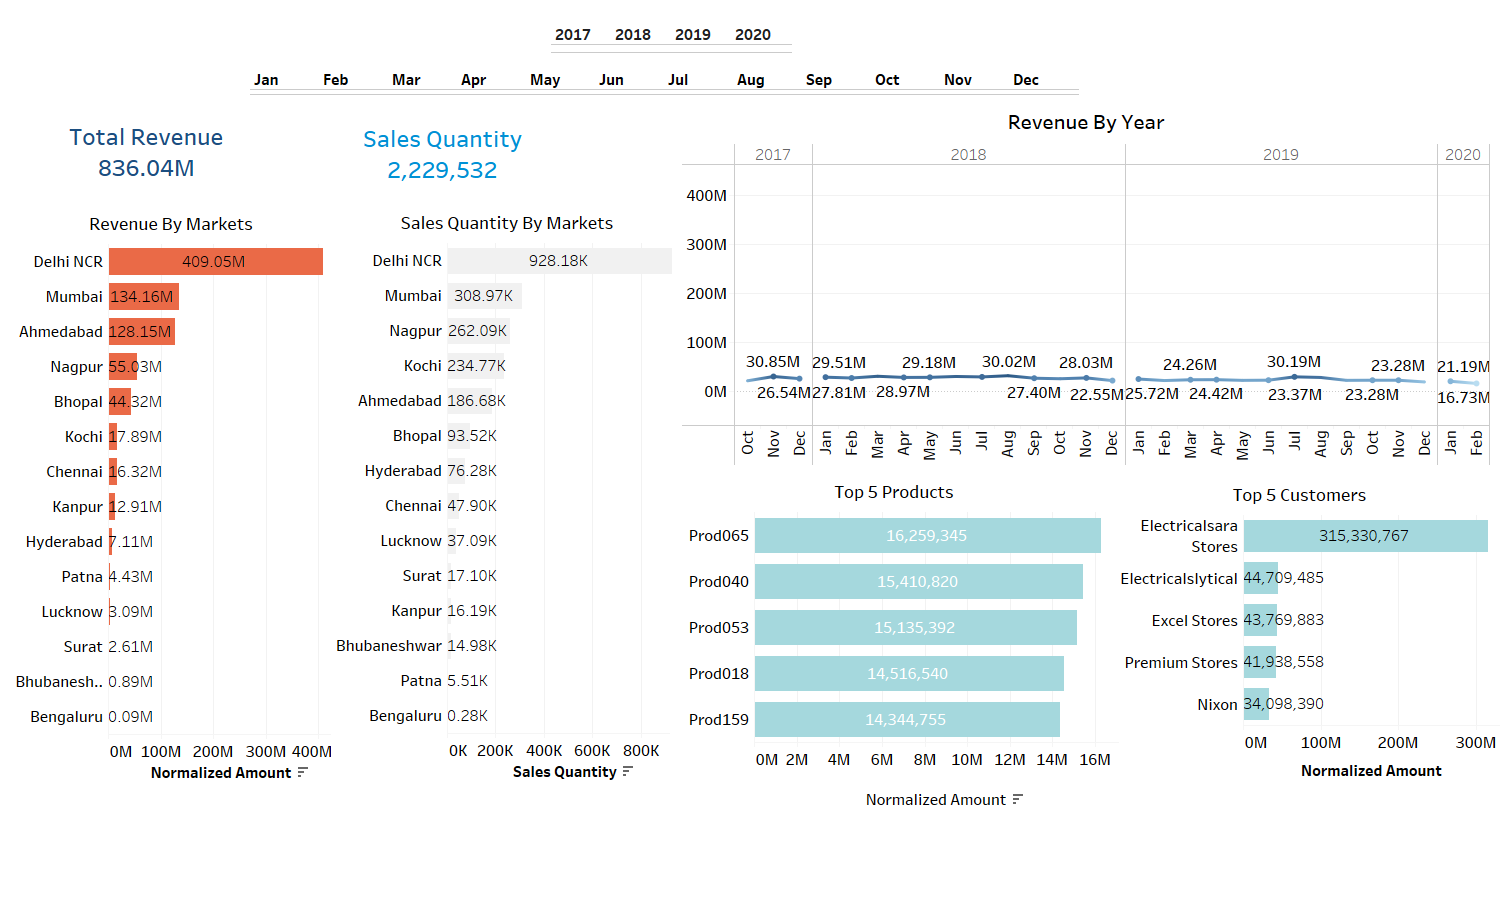 2017 2018 2019 2020
Jan Feb Mar Apr May Jun Jul Aug Sep Oct Nov Dec
Total Revenue
836.04M
Sales Quantity
2,229,532
Revenue By Markets
Delhi NCR 409.05M
Mumbai 134.16M
Ahmedabad 128.15M
Nagpur 55.03M
Bhopal 44.32M
Kochi 17.89M
Chennai 16.32M
Kanpur 12.91M
Hyderabad 7.11M
Patna 4.43M
Lucknow 3.09M
Surat 2.61M
Bhubanesh.. 0.89M
Bengaluru 0.09M
0M 100M 200M 300M 400M
Normalized Amount
Sales Quantity By Markets
Delhi NCR 928.18K
Mumbai 308.97K
Nagpur 262.09K
Kochi 234.77K
Ahmedabad 186.68K
Bhopal 93.52K
Hyderabad 76.28K
Chennai 47.90K
Lucknow 37.09K
Surat 17.10K
Kanpur 16.19K
Bhubaneshwar 14.98K
Patna 5.51K
Bengaluru 0.28K
0K 200K 400K 600K 800K
Sales Quantity
Revenue By Year
2017 2018 2019 2020
400M
300M
200M
100M
0M
30.85M 29.51M 29.18M 30.02M 28.03M 24.26M 30.19M 23.28M 21.19M
26.54M 27.81M 28.97M 27.40M 22.55M 25.72M 24.42M 23.37M 23.28M 16.73M
Oct Nov Dec Jan Feb Mar Apr May Jun Jul Aug Sep Oct Nov Dec Jan Feb Mar Apr May Jun Jul Aug Sep Oct Nov Dec Jan Feb
Top 5 Products
Prod065 16,259,345
Prod040 15,410,820
Prod053 15,135,392
Prod018 14,516,540
Prod159 14,344,755
0M 2M 4M 6M 8M 10M 12M 14M 16M
Normalized Amount
Top 5 Customers
Electricalsara
Stores 315,330,767
Electricalslytical 44,709,485
Excel Stores 43,769,883
Premium Stores 41,938,558
Nixon 34,098,390
0M 100M 200M 300M
Normalized Amount